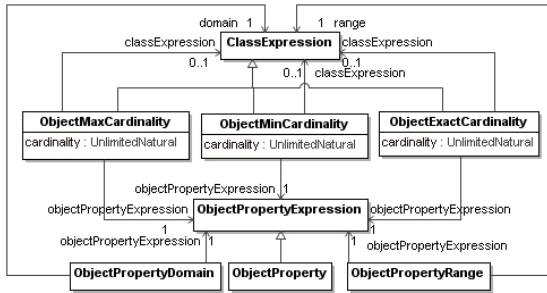 domain 1
1 range
classExpression
ClassExpression
classExpression
0..1
0..1
classExpression
0..1
ObjectMaxCardinality
cardinality : UnlimitedNatural
ObjectMinCardinality
cardinality : UnlimitedNatural
ObjectExactCardinality
cardinality : UnlimitedNatural
objectPropertyExpression 1
objectPropertyExpression
1
ObjectPropertyExpression
objectPropertyExpression
1
objectPropertyExpression
1
1
objectPropertyExpression
ObjectPropertyDomain
ObjectProperty
ObjectPropertyRange